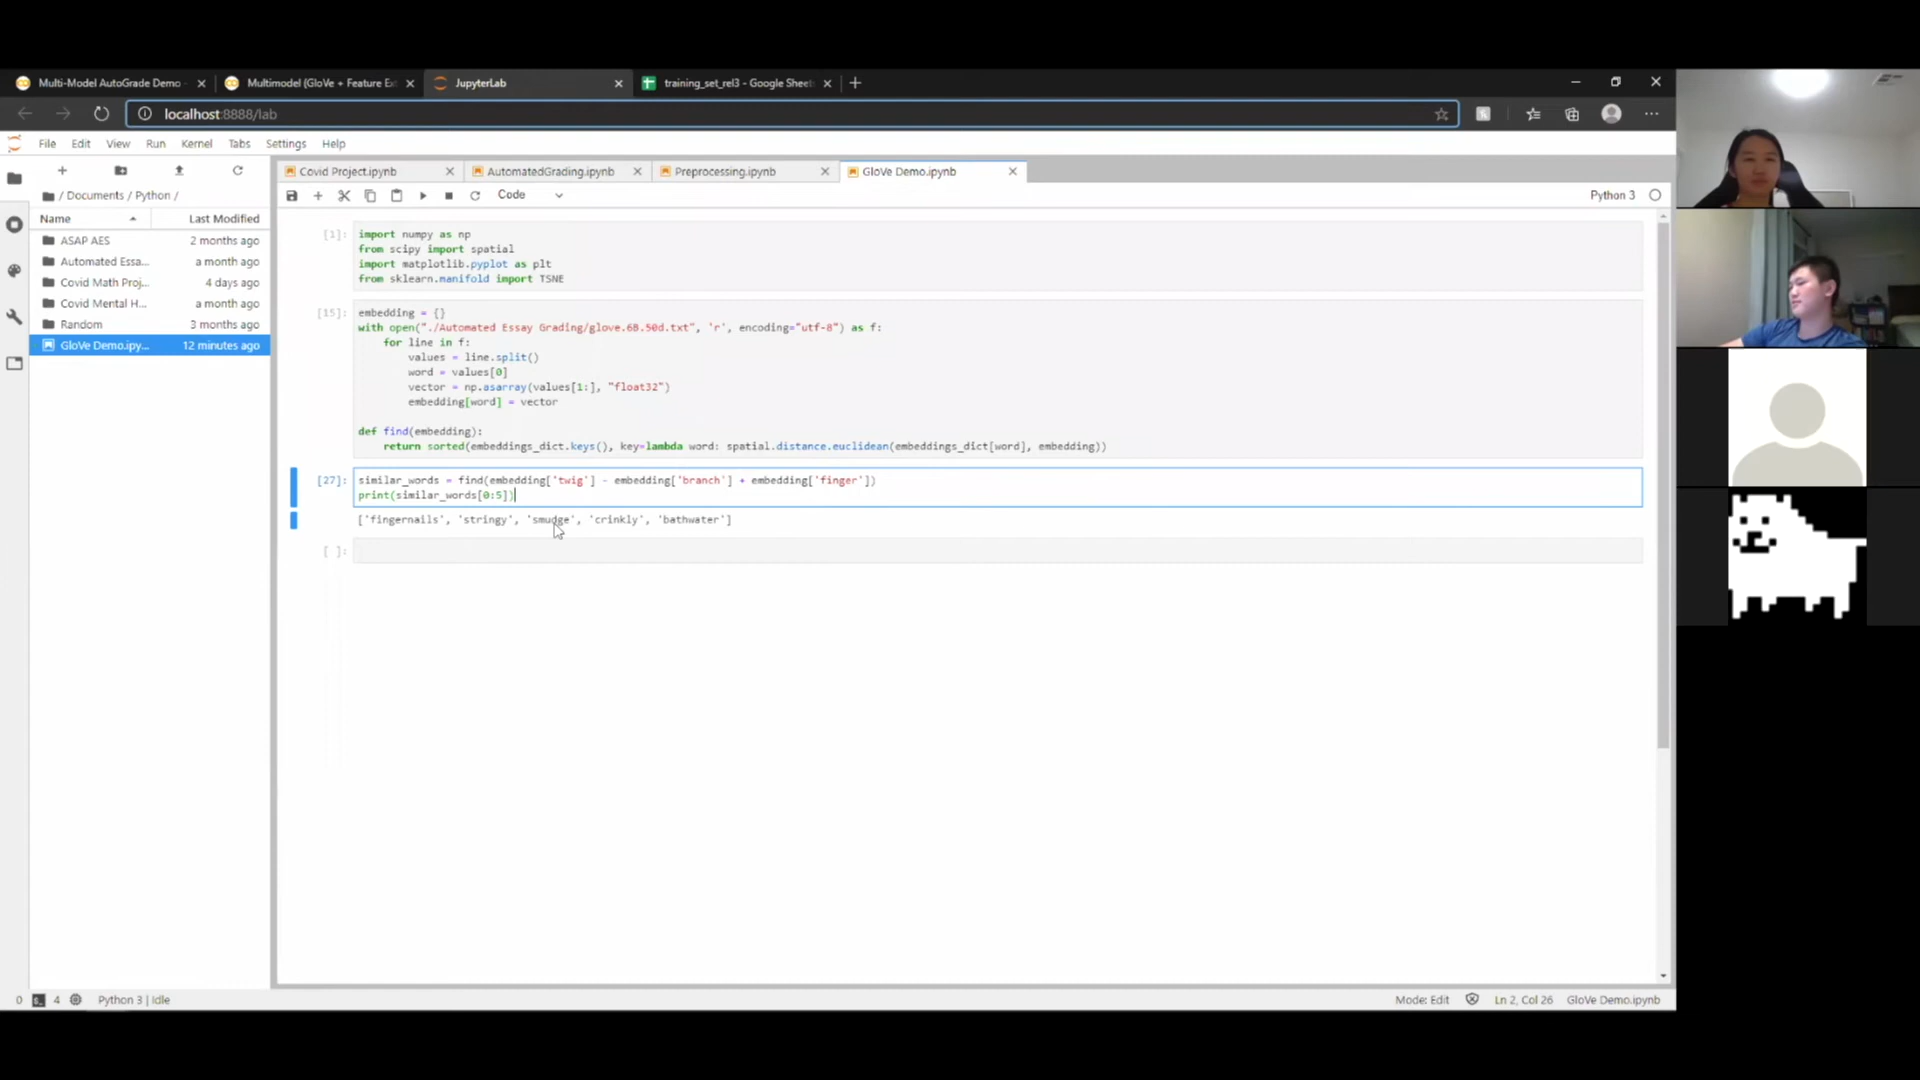 Multi-Model AutoGrade Demo -
Multimodel (GloVe + Feature Ex
JupyterLab
training_set_rel3 - Google Sheets
localhost:8888/lab
File Edit View Run Kernel Tabs Settings Help
Covid Project.ipynb
AutomatedGrading.ipynb
Preprocessing.ipynb
GloVe Demo.ipynb
/ Documents / Python /
Code
Python 3
Name Last Modified
ASAP AES 2 months ago
Automated Essa... a month ago
Covid Math Proj... 4 days ago
Covid Mental H... a month ago
Random 3 months ago
GloVe Demo.ipy... 12 minutes ago
[1]:
import numpy as np
from scipy import spatial
import matplotlib.pyplot as plt
from sklearn.manifold import TSNE
[15]:
embedding = {}
with open("./Automated Essay Grading/glove.6B.50d.txt", 'r', encoding="utf-8") as f:
for line in f:
values = line.split()
word = values[0]
vector = np.asarray(values[1:], "float32")
embedding[word] = vector
def find(embedding):
return sorted(embeddings_dict.keys(), key=lambda word: spatial.distance.euclidean(embeddings_dict[word], embedding))
[27]:
similar_words = find(embedding['twig'] - embedding['branch'] + embedding['finger'])
print(similar_words[0:5])
['fingernails', 'stringy', 'smudge', 'crinkly', 'bathwater']
[ ]:
0 4 Python 3 | Idle
Mode: Edit Ln 2, Col 26 GloVe Demo.ipynb